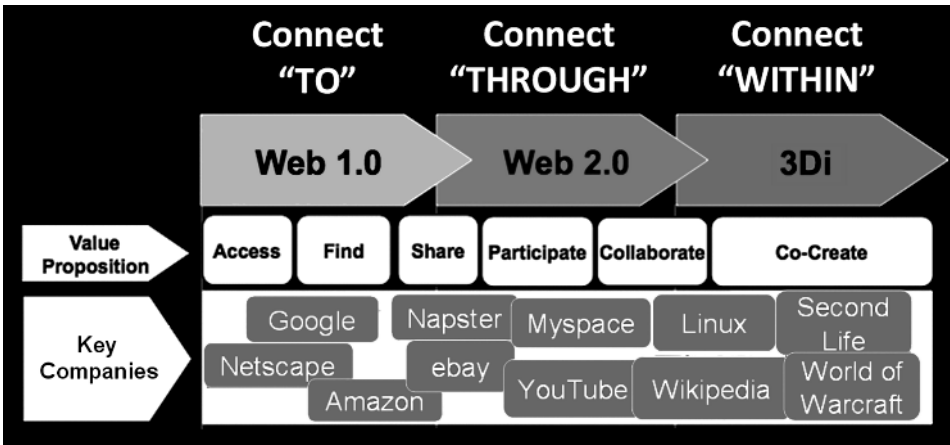 Connect
“TO”
Connect
“THROUGH”
Connect
“WITHIN”
Web 1.0
Web 2.0
3Di
Value
Proposition
Access
Find
Share
Participate
Collaborate
Co-Create
Key
Companies
Google
Napster
Myspace
Linux
Second
Life
Netscape
ebay
Amazon
YouTube
Wikipedia
World of
Warcraft